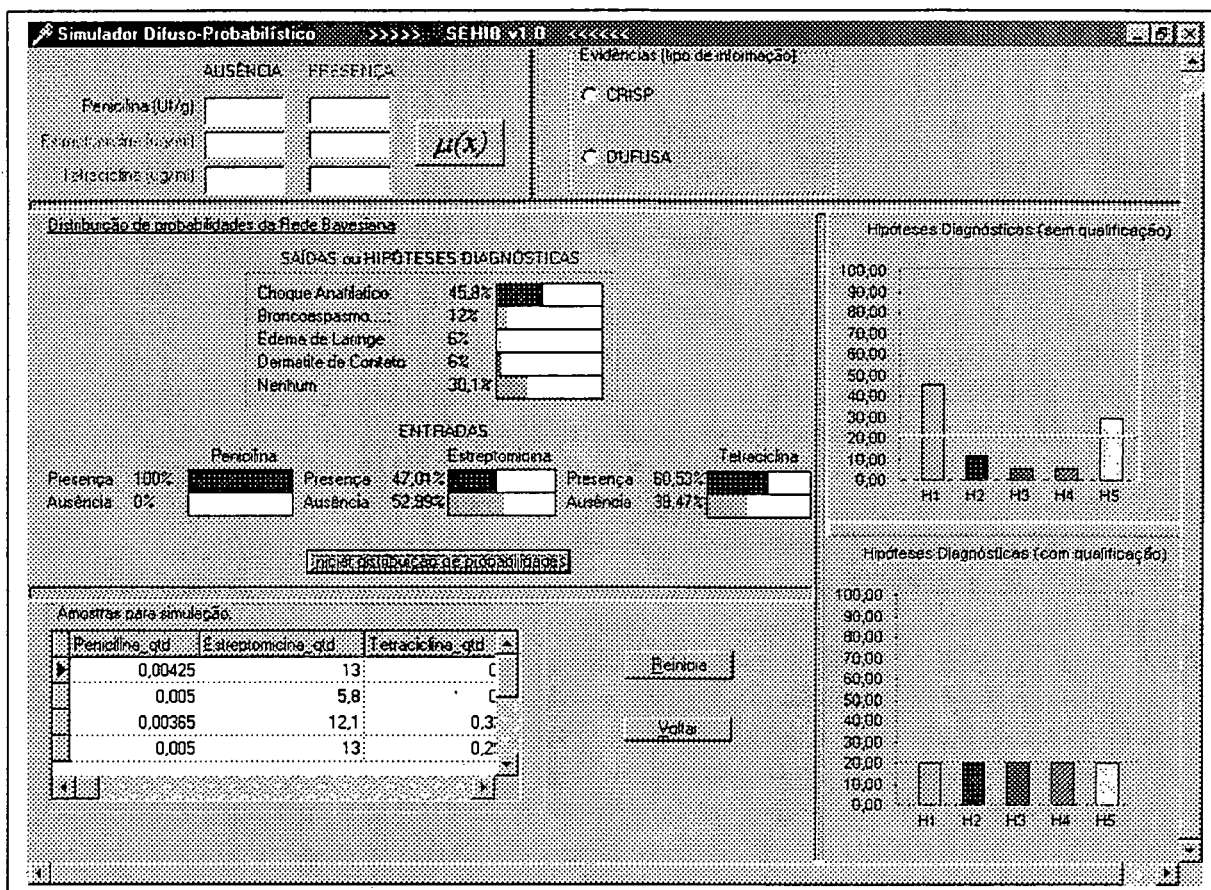 Simulador Difuso-Probabilístico >>>>> SEHIB v1.0 <<<<<<
AUSÊNCIA PRESENÇA
Penicilina (UI/g)
Tetraciclina (ug/ml)
μ(x)
Evidências (tipo de informação)
CRISP
DUFUSA
Distribuição de probabilidades da Rede Bayesiana
SAÍDAS ou HIPÓTESES DIAGNÓSTICAS
Choque Anafilático 45,8%
Broncoespasmo....: 12%
Edema de Laringe 6%
Dermatite de Contato 6%
Nenhum 30,1%
ENTRADAS
Penicilina Estreptomicina Tetraciclina
Presença 100% Presença 47,01% Presença 60,53%
Ausência 0% Ausência 52,99% Ausência 39,47%
Iniciar distribuição de probabilidades
Amostras para simulação:
Penicilina_qtd Estreptomicina_qtd Tetraciclina_qtd
0,00425 13
0,005 5,8
0,00365 12,1 0,3
0,005 13 0,2
Reinicia
Voltar
Hipóteses Diagnósticas (sem qualificação)
100,00
90,00
80,00
70,00
60,00
50,00
40,00
30,00
20,00
10,00
0,00
H1 H2 H3 H4 H5
Hipóteses Diagnósticas (com qualificação)
100,00
90,00
80,00
70,00
60,00
50,00
40,00
30,00
20,00
10,00
0,00
H1 H2 H3 H4 H5